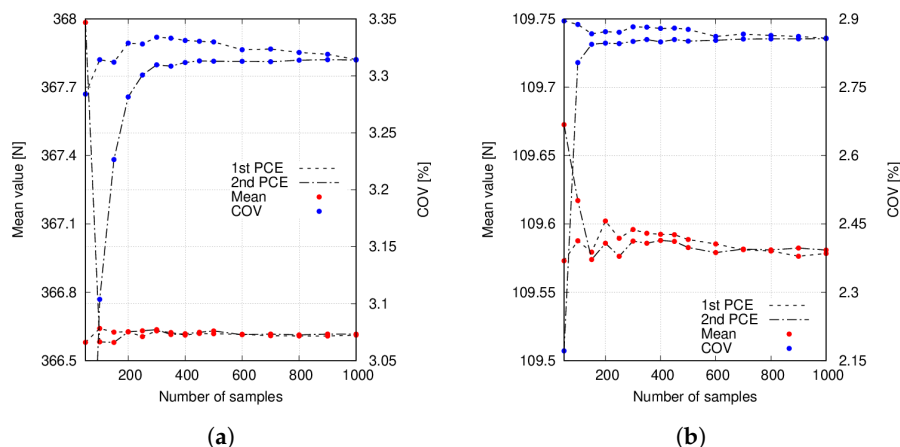 368
367.7
367.4
367.1
366.8
366.5
Mean value [N]
3.35
3.3
3.25
3.2
3.15
3.1
3.05
COV [%]
1st PCE
2nd PCE
Mean
COV
200 400 600 800 1000
Number of samples
(a)
109.75
109.7
109.65
109.6
109.55
109.5
Mean value [N]
2.9
2.75
2.6
2.45
2.3
2.15
COV [%]
1st PCE
2nd PCE
Mean
COV
200 400 600 800 1000
Number of samples
(b)